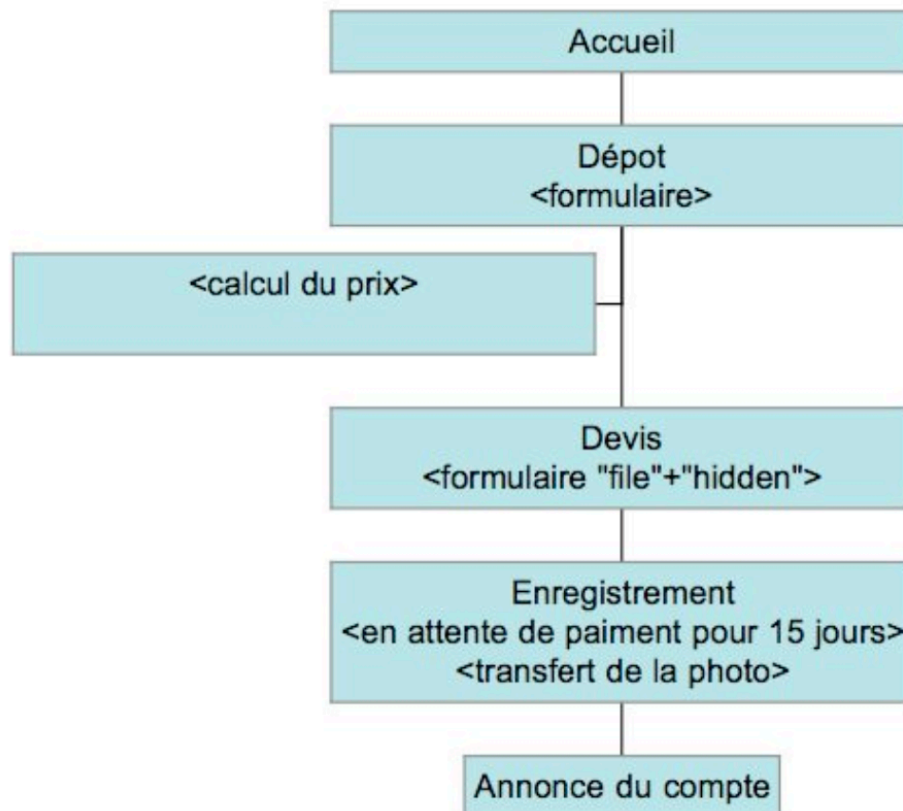 Accueil
Dépot
<formulaire>
<calcul du prix>
Devis
<formulaire "file"+"hidden">
Enregistrement
<en attente de paiment pour 15 jours>
<transfert de la photo>
Annonce du compte